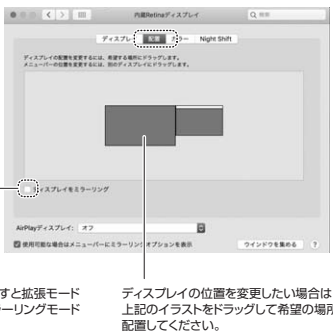 内蔵Retinaディスプレイ
検索
ディスプレイ 配置 カラー Night Shift
ディスプレイの配置を変更するには、希望する場所にドラッグします。
メニューバーの位置を変更するには、別のディスプレイにドラッグします。
ディスプレイをミラーリング
AirPlayディスプレイ: オフ
使用可能な場合はメニューバーにミラーリングオプションを表示
ウインドウを集める ?
すと拡張モード
ラーリングモード
ディスプレイの位置を変更したい場合は
上記のイラストをドラッグして希望の場所
配置してください。